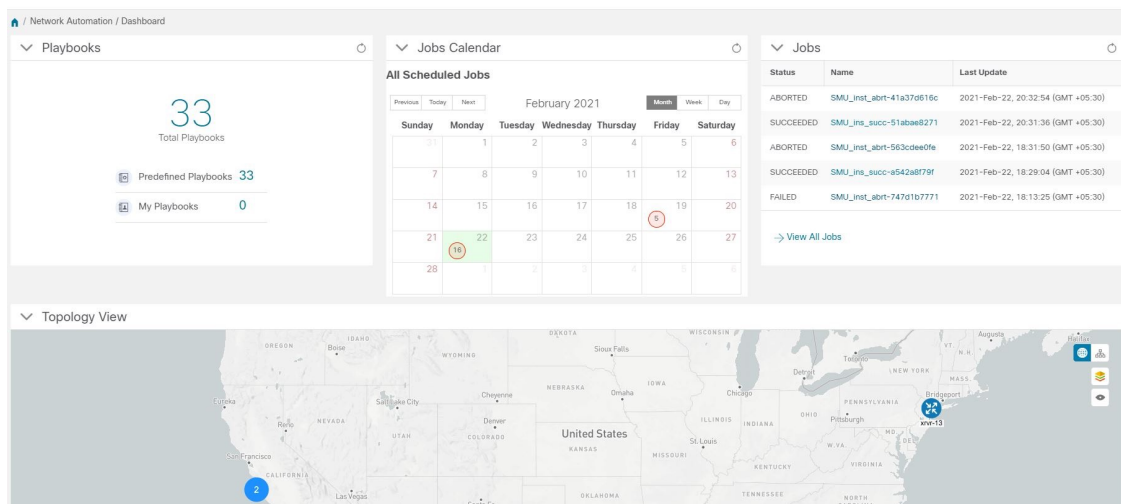 / Network Automation / Dashboard
Playbooks
33
Total Playbooks
Predefined Playbooks 33
My Playbooks 0
Jobs Calendar
All Scheduled Jobs
Previous Today Next
February 2021
Month Week Day
Sunday Monday Tuesday Wednesday Thursday Friday Saturday
31 1 2 3 4 5 6
7 8 9 10 11 12 13
14 15 16 17 18 19 20
5
21 22 23 24 25 26 27
16
28 1 2 3 4 5 6
Jobs
Status Name Last Update
ABORTED SMU_inst_abrt-41a37d616c 2021-Feb-22, 20:32:54 (GMT +05:30)
SUCCEEDED SMU_ins_succ-51abae8271 2021-Feb-22, 20:31:36 (GMT +05:30)
ABORTED SMU_inst_abrt-563cdee0fe 2021-Feb-22, 18:31:50 (GMT +05:30)
SUCCEEDED SMU_ins_succ-a542a8f79f 2021-Feb-22, 18:29:04 (GMT +05:30)
FAILED SMU_inst_abrt-747d1b7771 2021-Feb-22, 18:13:25 (GMT +05:30)
View All Jobs
Topology View
DAKOTA
WISCONSIN
Augusta
Halifax
OREGON
IDAHO
Boise
WYOMING
Sioux Falls
Toronto
VT.
N.H.
Detroit
NEW YORK
MASS.
Eureka
Salt Lake City
Cheyenne
NEBRASKA
IOWA
Omaha
Chicago
PENNSYLVANIA
Bridgeport
Reno
NEVADA
UTAH
Denver
COLORADO
United States
KANSAS
ILLINOIS
INDIANA
OHIO
Pittsburgh
xrvr-13
MD.
DE
St. Louis
MISSOURI
W.VA.
San Francisco
CALIFORNIA
KENTUCKY
VIRGINIA
2
Las Vegas
Santa Fe
OKLAHOMA
TENNESSEE
NORTH
CAROLINA